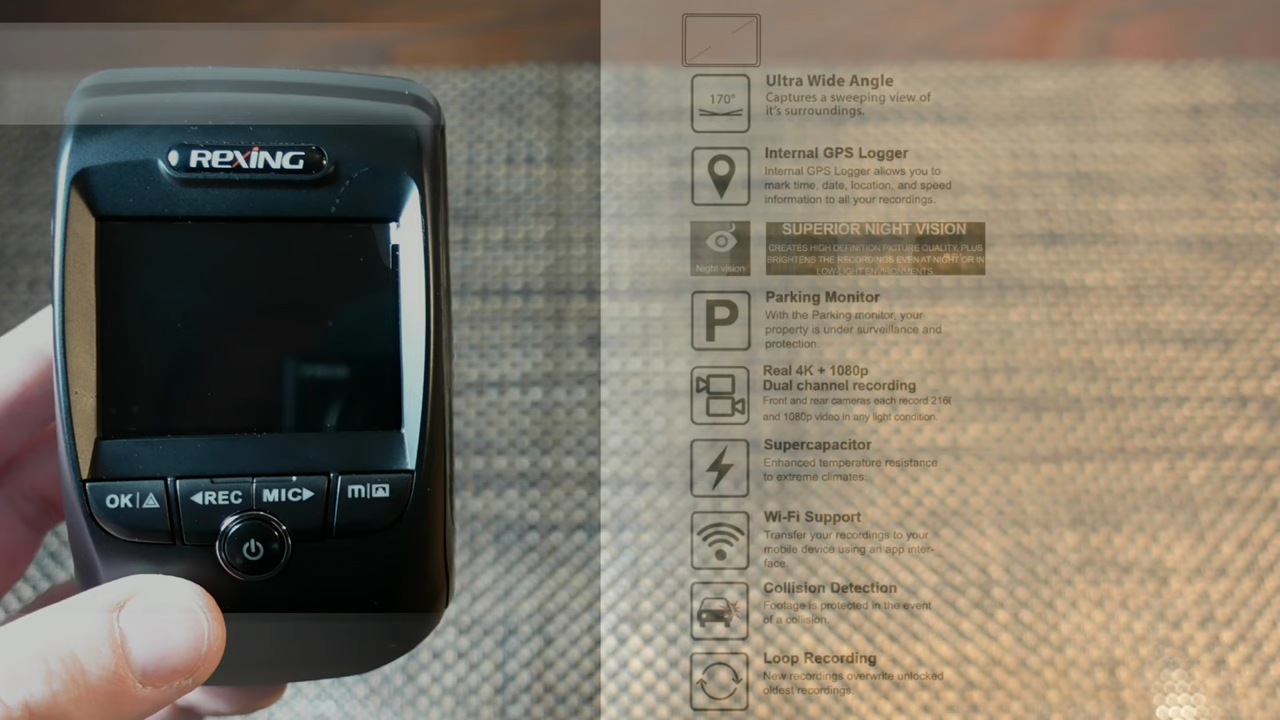 REXING
OK
REC
MIC
m
170°
Ultra Wide Angle
Captures a sweeping view of
it's surroundings.
Internal GPS Logger
Internal GPS Logger allows you to
mark time, date, location, and speed
information to all your recordings.
Night vision
SUPERIOR NIGHT VISION
CREATES HIGH DEFINITION PICTURE QUALITY, PLUS
BRIGHTENS THE RECORDINGS EVEN AT NIGHT OR IN
LOW-LIGHT ENVIRONMENTS.
P
Parking Monitor
With the Parking monitor, your
property is under surveillance and
protection.
Real 4K + 1080p
Dual channel recording
Front and rear cameras each record 216
and 1080p video in any light condition.
Supercapacitor
Enhanced temperature resistance
to extreme climates.
Wi-Fi Support
Transfer your recordings to your
mobile device using an app inter-
face.
Collision Detection
Footage is protected in the event
of a collision.
Loop Recording
New recordings overwrite unlocked
oldest recordings.